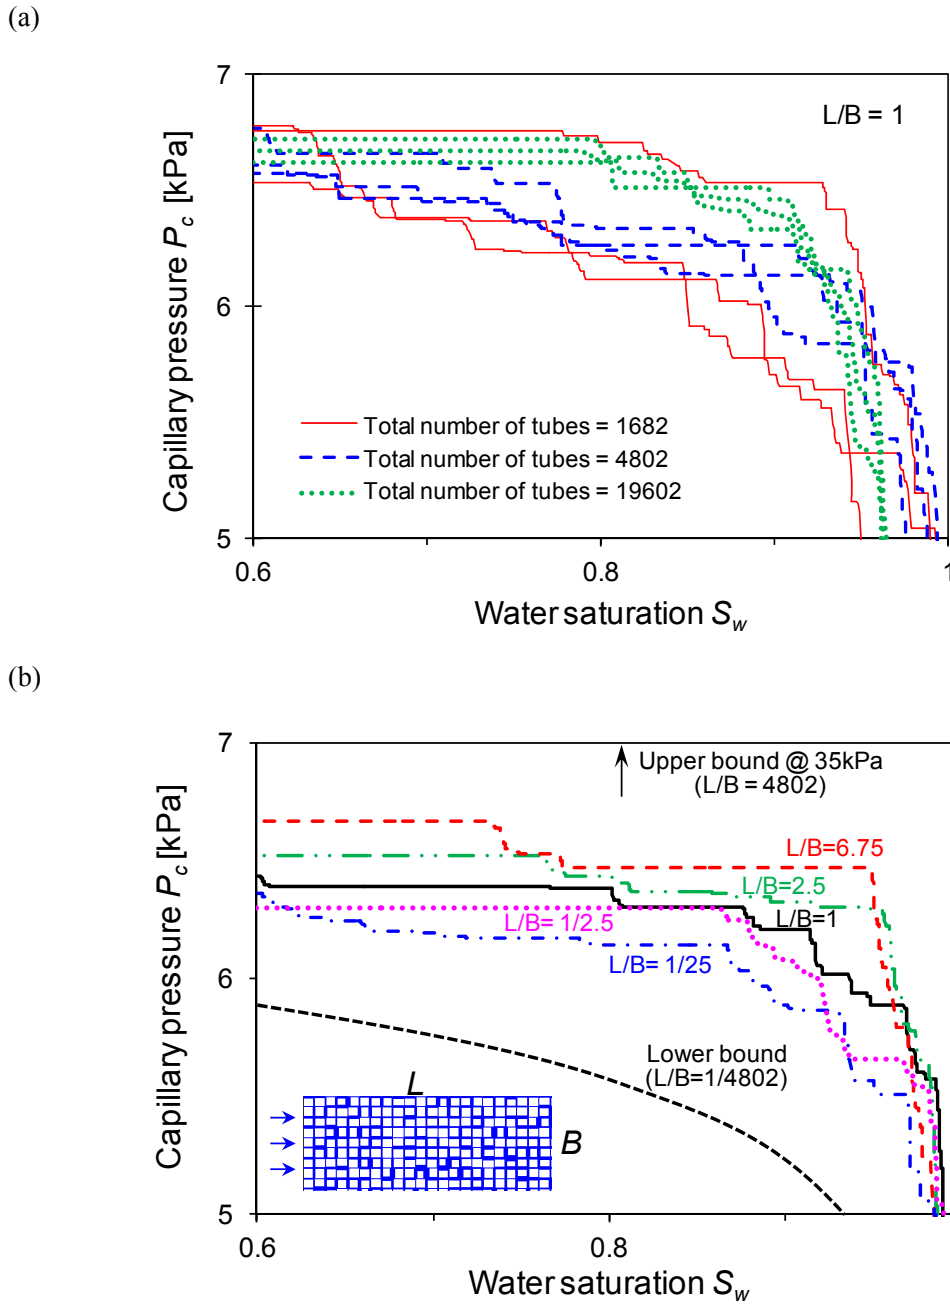 (a)
7
L/B = 1
6
Capillary pressure Pc [kPa]
Total number of tubes = 1682
Total number of tubes = 4802
Total number of tubes = 19602
5
0.6
0.8
1
Water saturation Sw
(b)
7
Upper bound @ 35kPa
(L/B = 4802)
L/B=6.75
L/B=2.5
L/B=1
L/B= 1/2.5
L/B= 1/25
6
Capillary pressure Pc [kPa]
Lower bound
(L/B=1/4802)
L
B
5
0.6
0.8
Water saturation Sw